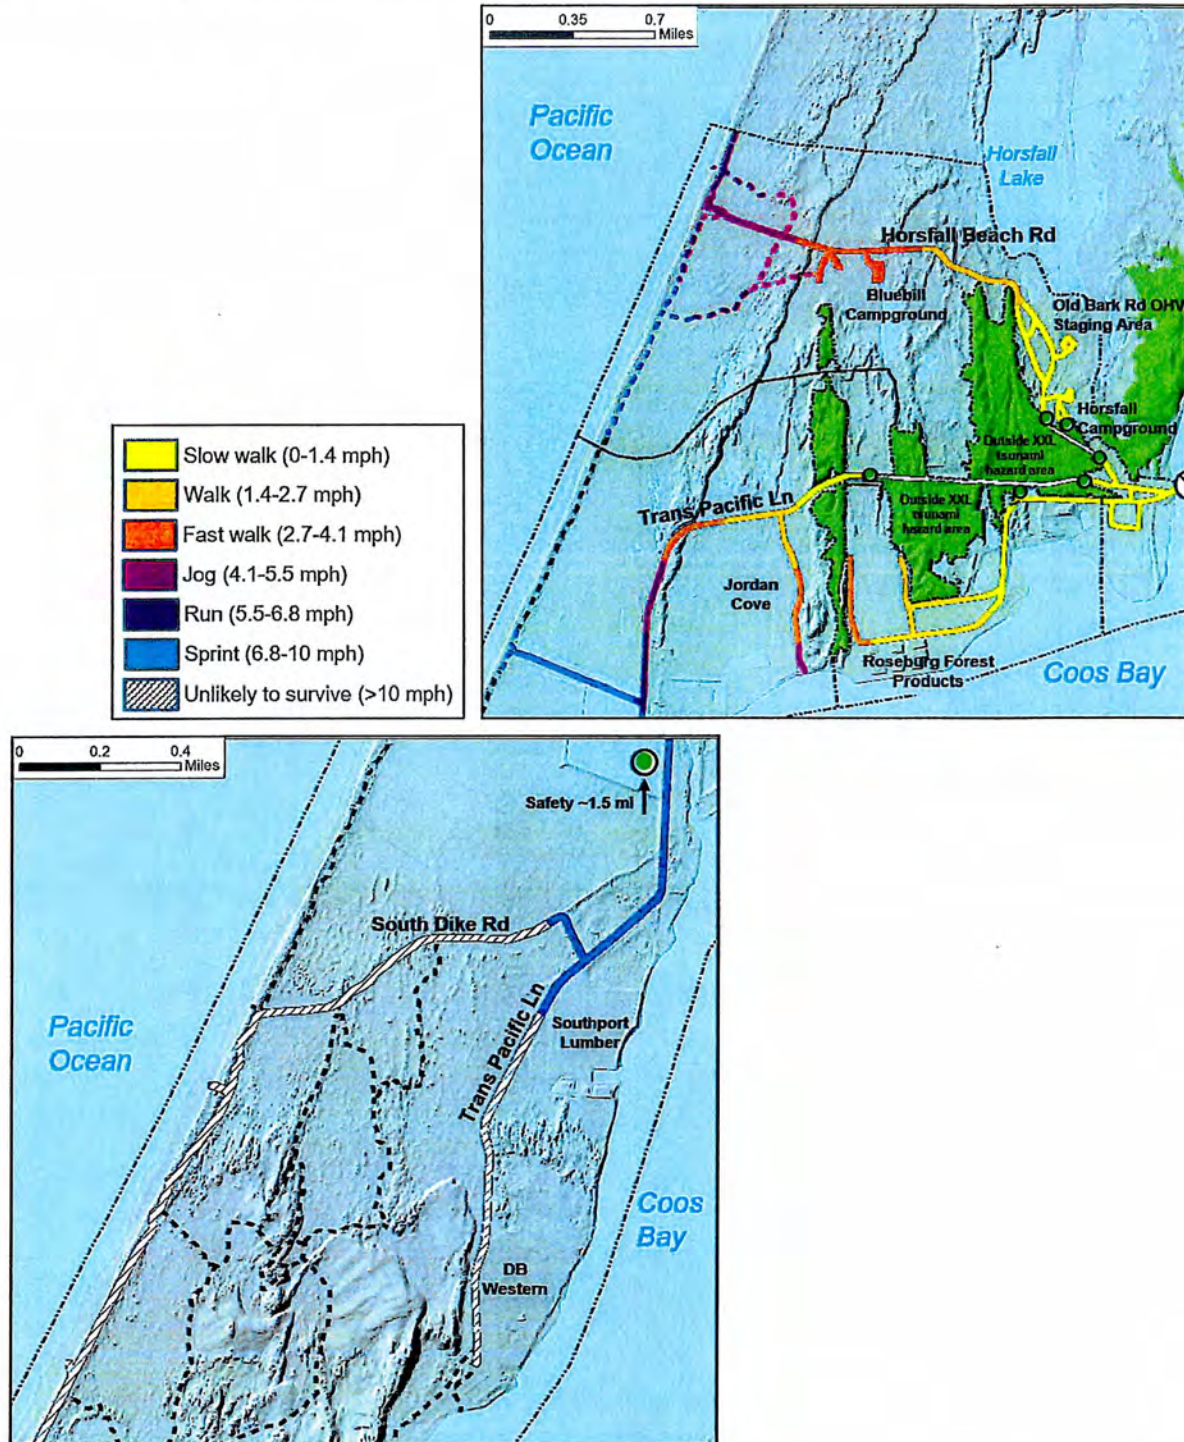 0 0.35 0.7
Miles
Pacific
Ocean
Horsfall
Lake
Horsfall Beach Rd
Bluebill
Campground
Old Bark Rd OHV
Staging Area
Horsfall
Campground
Outside XXL
tsunami
hazard area
Outside XXL
tsunami
hazard area
Trans Pacific Ln
Jordan
Cove
Roseburg Forest
Products
Coos Bay
Slow walk (0-1.4 mph)
Walk (1.4-2.7 mph)
Fast walk (2.7-4.1 mph)
Jog (4.1-5.5 mph)
Run (5.5-6.8 mph)
Sprint (6.8-10 mph)
Unlikely to survive (>10 mph)
0 0.2 0.4
Miles
Safety ~1.5 mi
South Dike Rd
Trans Pacific Ln
Southport
Lumber
Pacific
Ocean
Coos
Bay
DB
Western